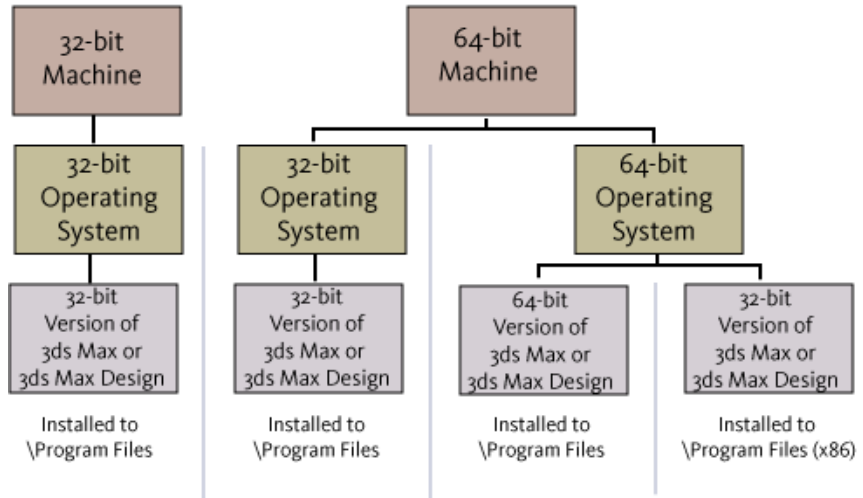 32-bit
Machine
64-bit
Machine
32-bit
Operating
System
32-bit
Operating
System
64-bit
Operating
System
32-bit
Version of
3ds Max or
3ds Max Design
32-bit
Version of
3ds Max or
3ds Max Design
64-bit
Version of
3ds Max or
3ds Max Design
32-bit
Version of
3ds Max or
3ds Max Design
Installed to
\Program Files
Installed to
\Program Files
Installed to
\Program Files
Installed to
\Program Files (x86)